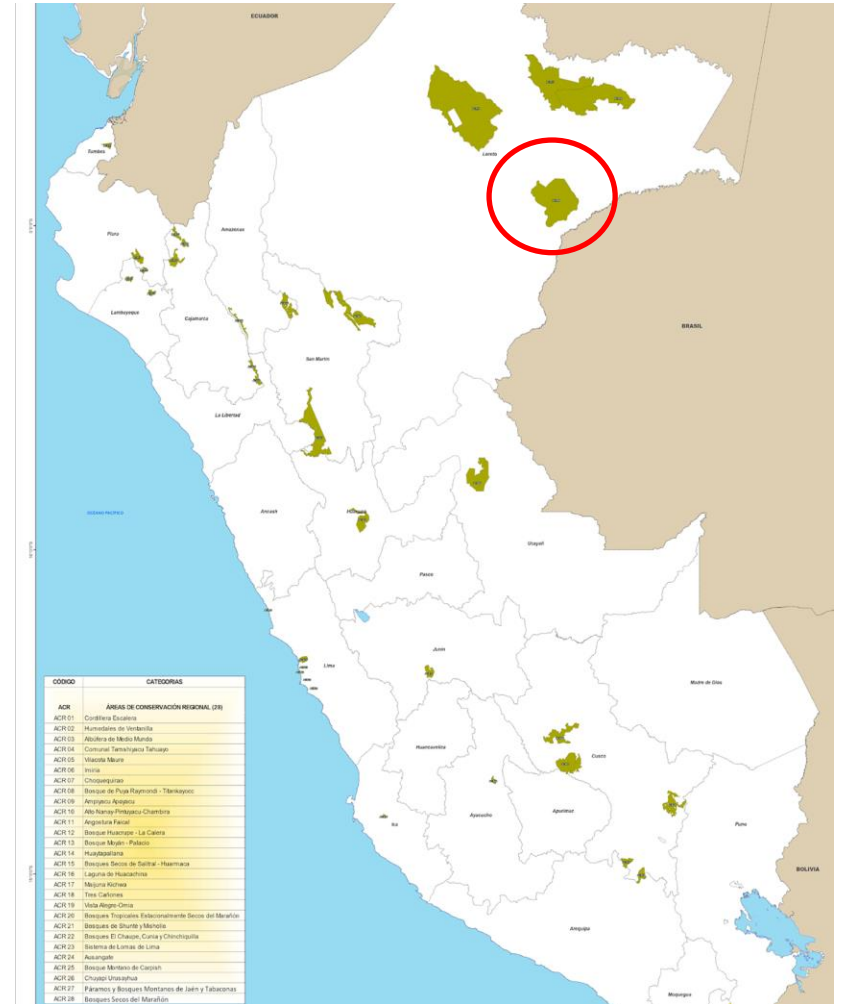 ECUADOR
Loreto
Tumbes
Piura
Amazonas
Lambayeque
Cajamarca
BRASIL
San Martin
La Libertad
OCÉANO PACÍFICO
Ancash
Huánuco
Ucayali
Pasco
Junin
Lima
Madre de Dios
Huancavelica
Cusco
Ica
Ayacucho
Apurimac
Puno
BOLIVIA
Arequipa
Moquegua
CÓDIGO CATEGORIAS
ACR ÁREAS DE CONSERVACIÓN REGIONAL (28)
ACR 01 Cordillera Escalera
ACR 02 Humedales de Ventanilla
ACR 03 Albúfera de Medio Mundo
ACR 04 Comunal Tamshiyacu Tahuayo
ACR 05 Vilacota Maure
ACR 06 Imiria
ACR 07 Choquequirao
ACR 08 Bosque de Puya Raymondi - Titankayocc
ACR 09 Ampiyacu Apayacu
ACR 10 Alto Nanay-Pintuyacu-Chambira
ACR 11 Angostura Faical
ACR 12 Bosque Huacrupe - La Calera
ACR 13 Bosque Moyán - Palacio
ACR 14 Huaytapallana
ACR 15 Bosques Secos de Salitral - Huarmaca
ACR 16 Laguna de Huacachina
ACR 17 Maijuna Kichwa
ACR 18 Tres Cañones
ACR 19 Vista Alegre-Omia
ACR 20 Bosques Tropicales Estacionalmente Secos del Marañón
ACR 21 Bosques de Shunté y Mishollo
ACR 22 Bosques El Chaupe, Cunia y Chinchiquilla
ACR 23 Sistema de Lomas de Lima
ACR 24 Ausangate
ACR 25 Bosque Montano de Carpish
ACR 26 Chuyapi Urusayhua
ACR 27 Páramos y Bosques Montanos de Jaén y Tabaconas
ACR 28 Bosques Secos del Marañón